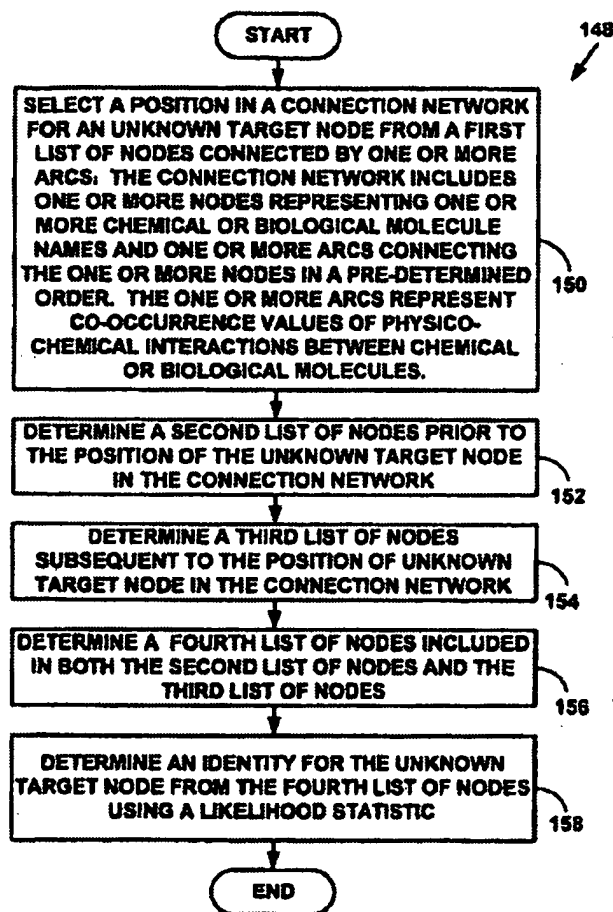 START
148
SELECT A POSITION IN A CONNECTION NETWORK
FOR AN UNKNOWN TARGET NODE FROM A FIRST
LIST OF NODES CONNECTED BY ONE OR MORE
ARCS: THE CONNECTION NETWORK INCLUDES
ONE OR MORE NODES REPRESENTING ONE OR
MORE CHEMICAL OR BIOLOGICAL MOLECULE
NAMES AND ONE OR MORE ARCS CONNECTING
THE ONE OR MORE NODES IN A PRE-DETERMINED
ORDER. THE ONE OR MORE ARCS REPRESENT
CO-OCCURRENCE VALUES OF PHYSICO-
CHEMICAL INTERACTIONS BETWEEN CHEMICAL
OR BIOLOGICAL MOLECULES.
150
DETERMINE A SECOND LIST OF NODES PRIOR TO
THE POSITION OF THE UNKNOWN TARGET NODE
IN THE CONNECTION NETWORK
152
DETERMINE A THIRD LIST OF NODES
SUBSEQUENT TO THE POSITION OF UNKNOWN
TARGET NODE IN THE CONNECTION NETWORK
154
DETERMINE A FOURTH LIST OF NODES INCLUDED
IN BOTH THE SECOND LIST OF NODES AND THE
THIRD LIST OF NODES
156
DETERMINE AN IDENTITY FOR THE UNKNOWN
TARGET NODE FROM THE FOURTH LIST OF NODES
USING A LIKELIHOOD STATISTIC
158
END